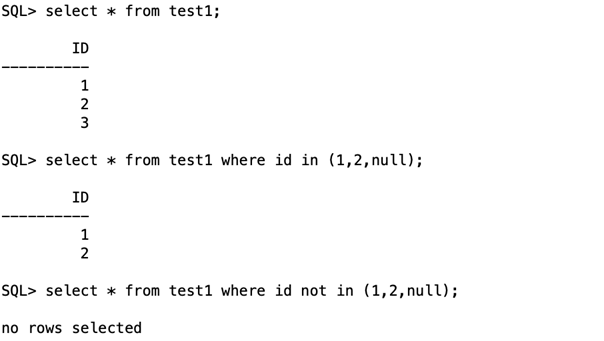 SQL> select * from test1;
ID
----------
1
2
3
SQL> select * from test1 where id in (1,2,null);
ID
----------
1
2
SQL> select * from test1 where id not in (1,2,null);
no rows selected